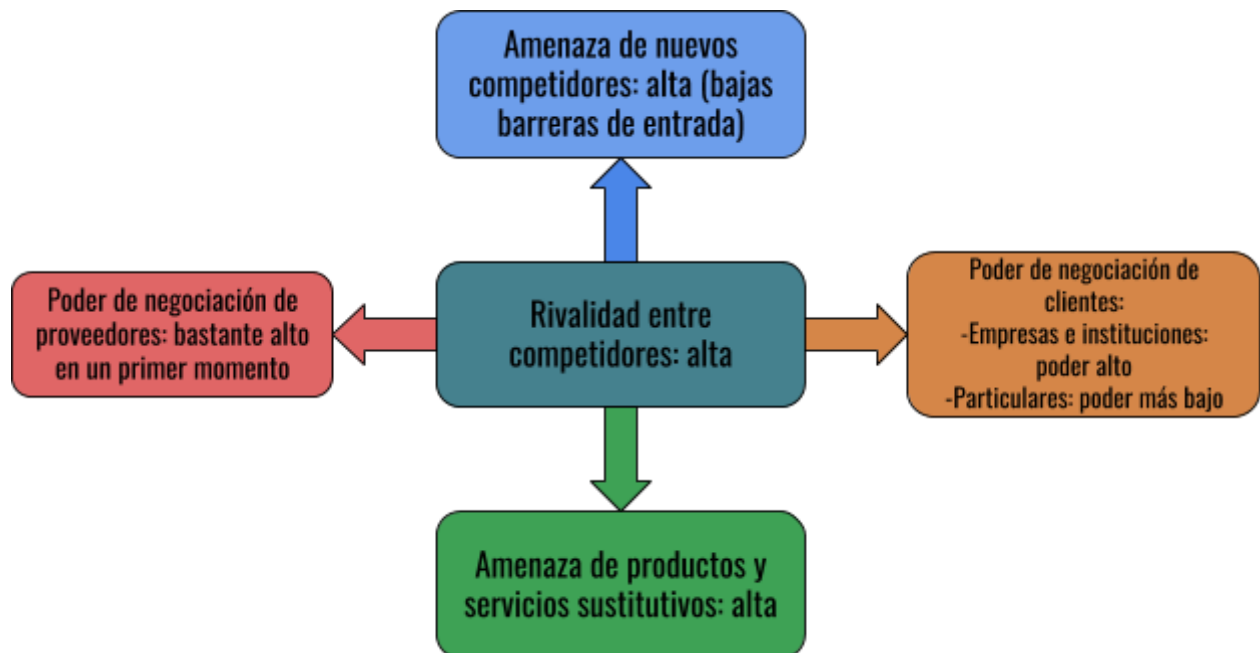 Amenaza de nuevos
competidores: alta (bajas
barreras de entrada)
Poder de negociación de
proveedores: bastante alto
en un primer momento
Rivalidad entre
competidores: alta
Poder de negociación de
clientes:
-Empresas e instituciones:
poder alto
-Particulares: poder más bajo
Amenaza de productos y
servicios sustitutivos: alta